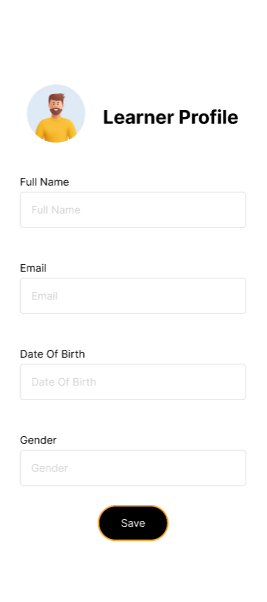 Learner Profile
Full Name
Full Name
Email
Email
Date Of Birth
Date Of Birth
Gender
Gender
Save